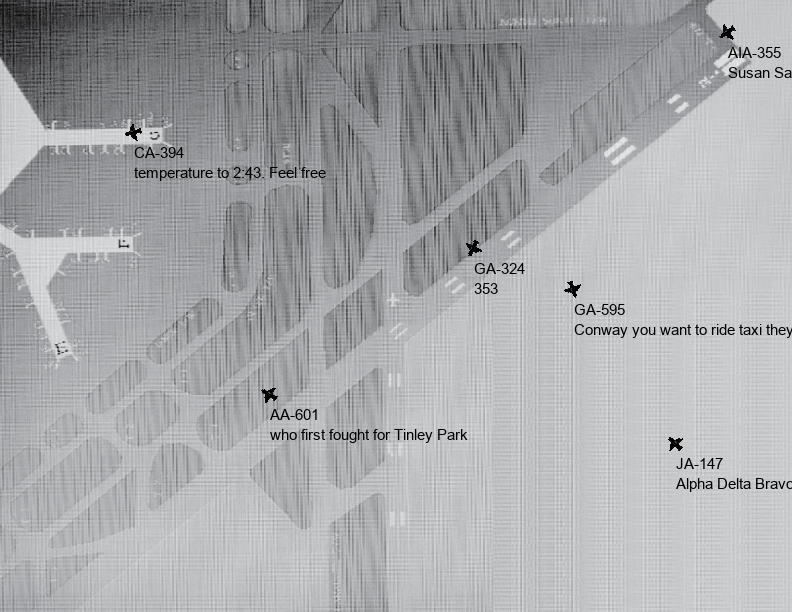 AIA-355
Susan Sa
CA-394
temperature to 2:43. Feel free
GA-324
353
GA-595
Conway you want to ride taxi they
AA-601
who first fought for Tinley Park
JA-147
Alpha Delta Bravo